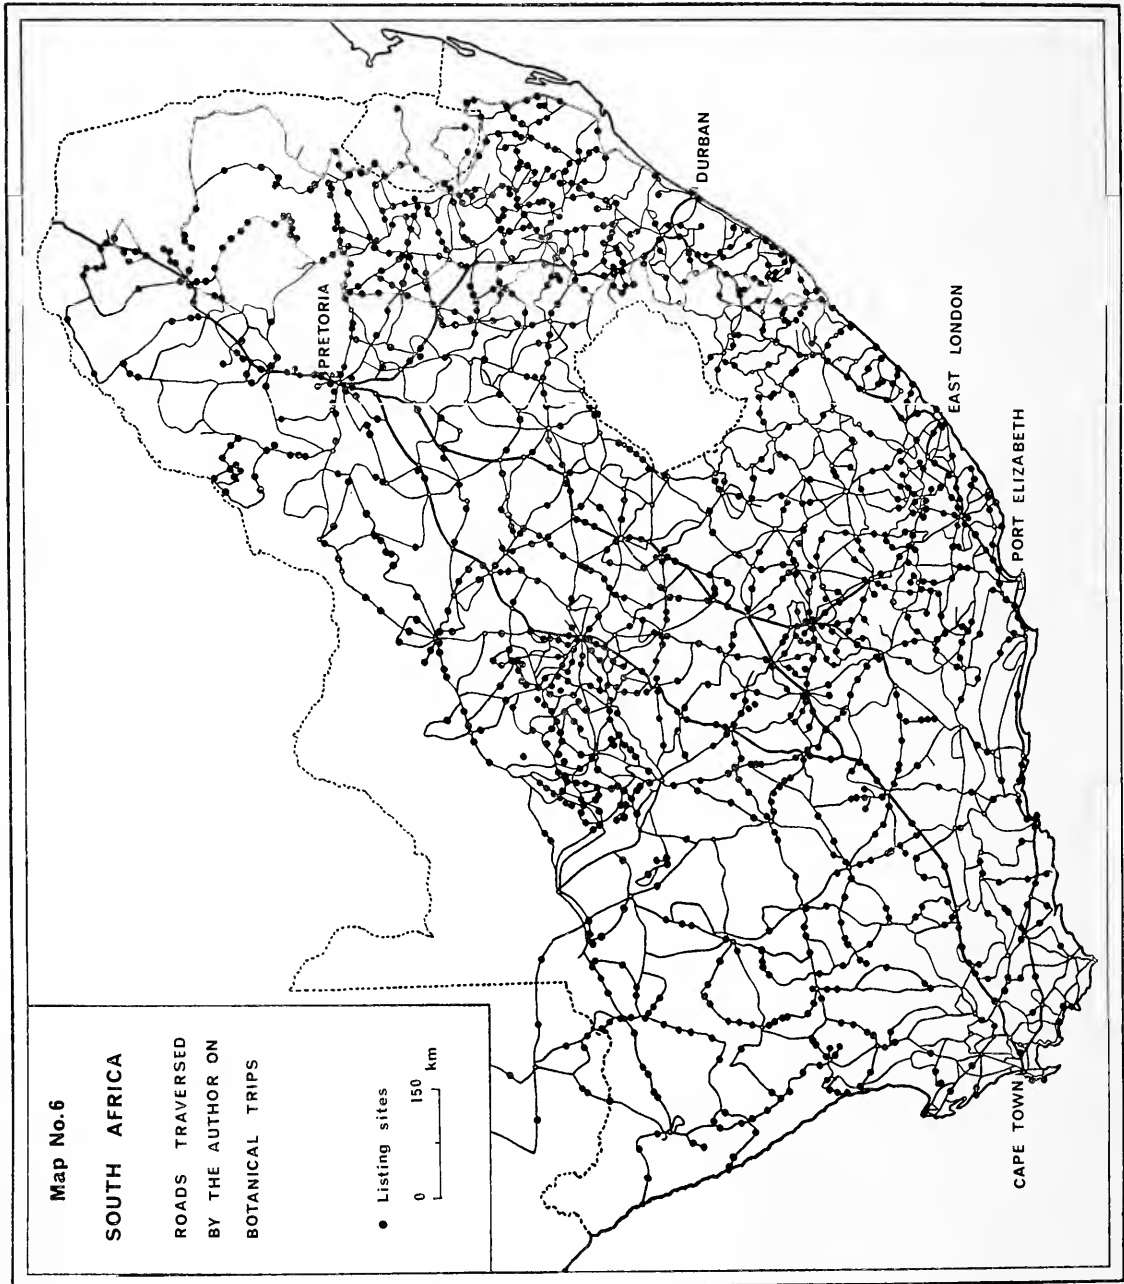 Map No.6
SOUTH AFRICA
ROADS TRAVERSED
BY THE AUTHOR ON
BOTANICAL TRIPS
● Listing sites
0 150 km
PRETORIA
DURBAN
EAST LONDON
PORT ELIZABETH
CAPE TOWN